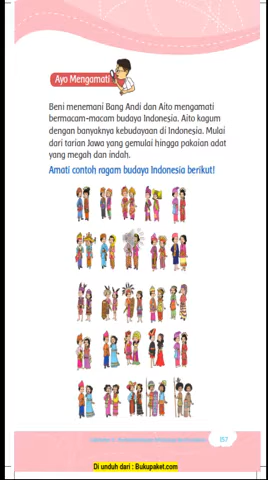 Ayo Mengamati
Beni menemani Bang Andi dan Aito mengamati
bermacam-macam budaya Indonesia. Aito kagum
dengan banyaknya kebudayaan di Indonesia. Mulai
dari tarian Jawa yang gemulai hingga pakaian adat
yang megah dan indah.
Amati contoh ragam budaya Indonesia berikut!
157
Di unduh dari : Bukupaket.com